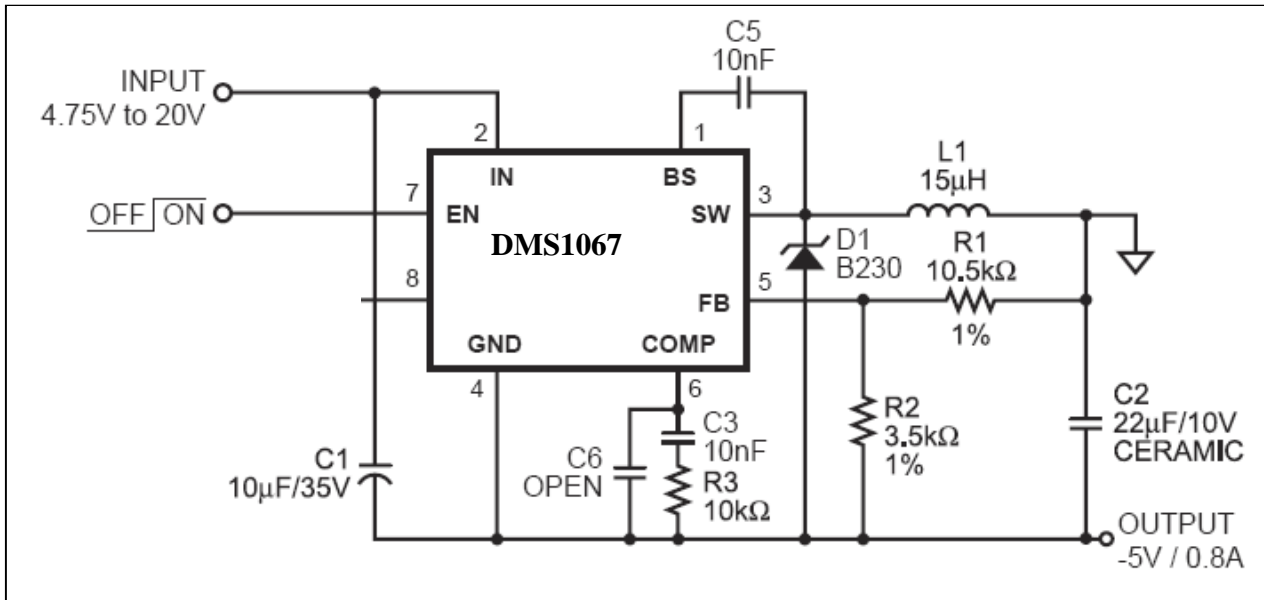 C5
10nF
INPUT
4.75V to 20V
2
1
IN
BS
L1
15μH
7
3
OFF ON
EN
SW
DMS1067
D1
B230
R1
10.5kΩ
8
5
FB
1%
GND
COMP
4
6
R2
3.5kΩ
1%
C2
22μF/10V
CERAMIC
C3
10nF
C1
10μF/35V
C6
OPEN
R3
10kΩ
OUTPUT
-5V / 0.8A